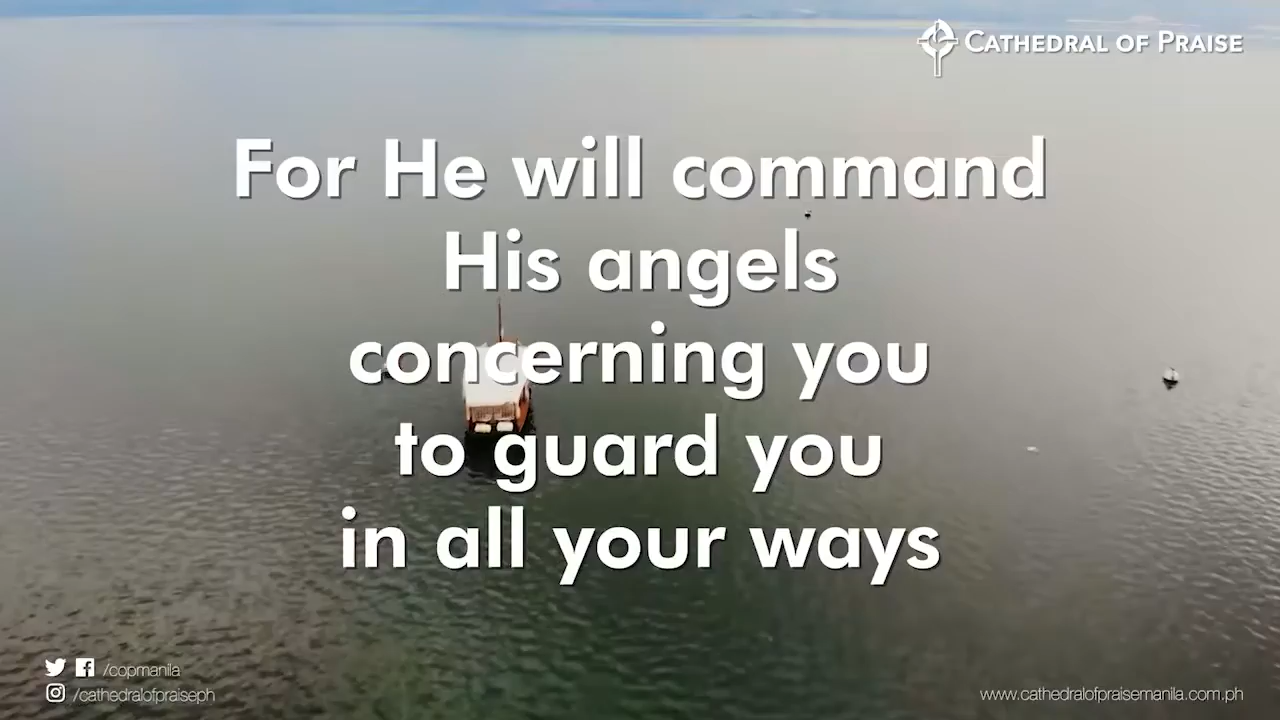 CATHEDRAL OF PRAISE
For He will command
His angels
concerning you
to guard you
in all your ways
/copmanila
/cathedralofpraiseph
www.cathedralofpraisemanila.com.ph